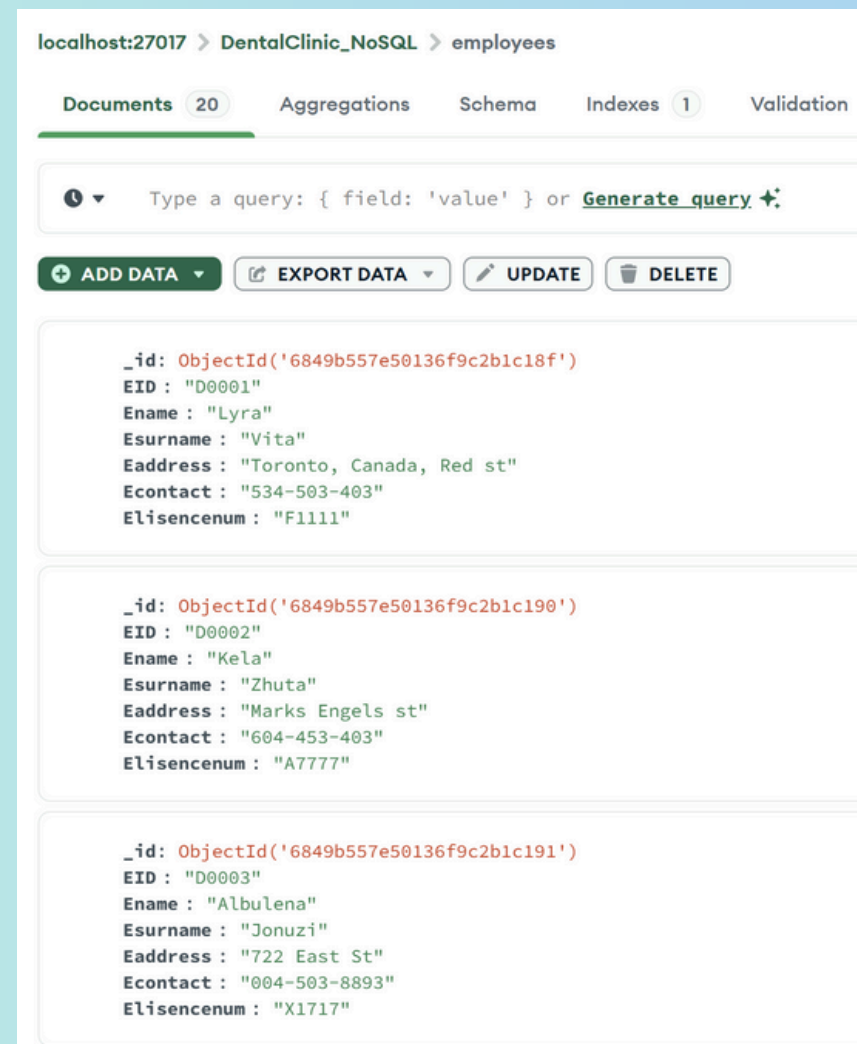 localhost:27017 > DentalClinic_NoSQL > employees
Documents 20 Aggregations Schema Indexes 1 Validation
Type a query: { field: 'value' } or Generate query
ADD DATA EXPORT DATA UPDATE DELETE
_id: ObjectId('6849b557e50136f9c2b1c18f')
EID : "D0001"
Ename : "Lyra"
Esurname : "Vita"
Eaddress : "Toronto, Canada, Red st"
Econtact : "534-503-403"
Elisencenum : "F1111"
_id: ObjectId('6849b557e50136f9c2b1c190')
EID : "D0002"
Ename : "Kela"
Esurname : "Zhuta"
Eaddress : "Marks Engels st"
Econtact : "604-453-403"
Elisencenum : "A7777"
_id: ObjectId('6849b557e50136f9c2b1c191')
EID : "D0003"
Ename : "Albulena"
Esurname : "Jonuzi"
Eaddress : "722 East St"
Econtact : "004-503-8893"
Elisencenum : "X1717"